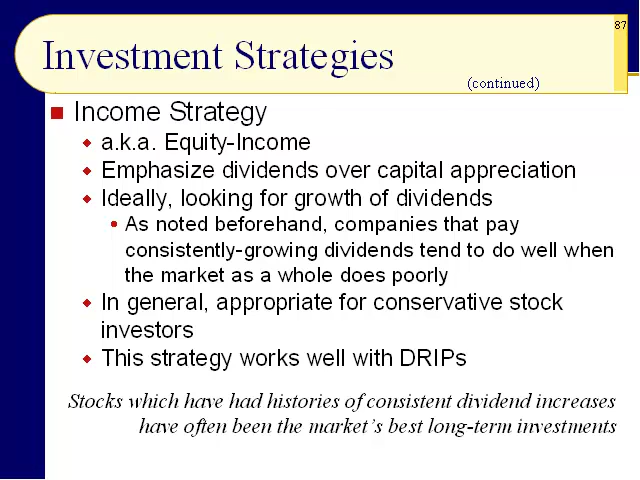 87
Investment Strategies
(continued)
Income Strategy
a.k.a. Equity-Income
Emphasize dividends over capital appreciation
Ideally, looking for growth of dividends
As noted beforehand, companies that pay
consistently-growing dividends tend to do well when
the market as a whole does poorly
In general, appropriate for conservative stock
investors
This strategy works well with DRIPs
Stocks which have had histories of consistent dividend increases
have often been the market's best long-term investments